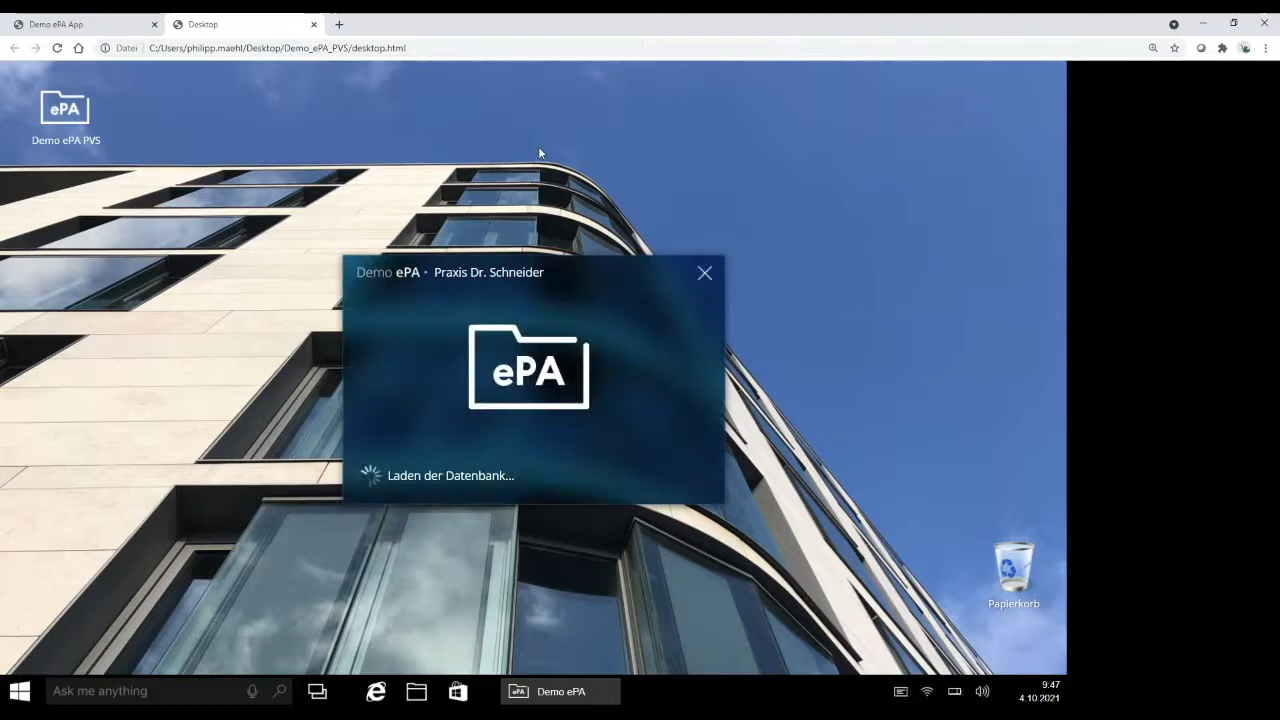 Demo ePA App
Desktop
Datei
C:/Users/philipp.maehl/Desktop/Demo_ePA_PVS/desktop.html
ePA
Demo ePA PVS
Demo ePA · Praxis Dr. Schneider
ePA
Laden der Datenbank...
Papierkorb
Ask me anything
ePA
Demo ePA
9:47
4.10.2021